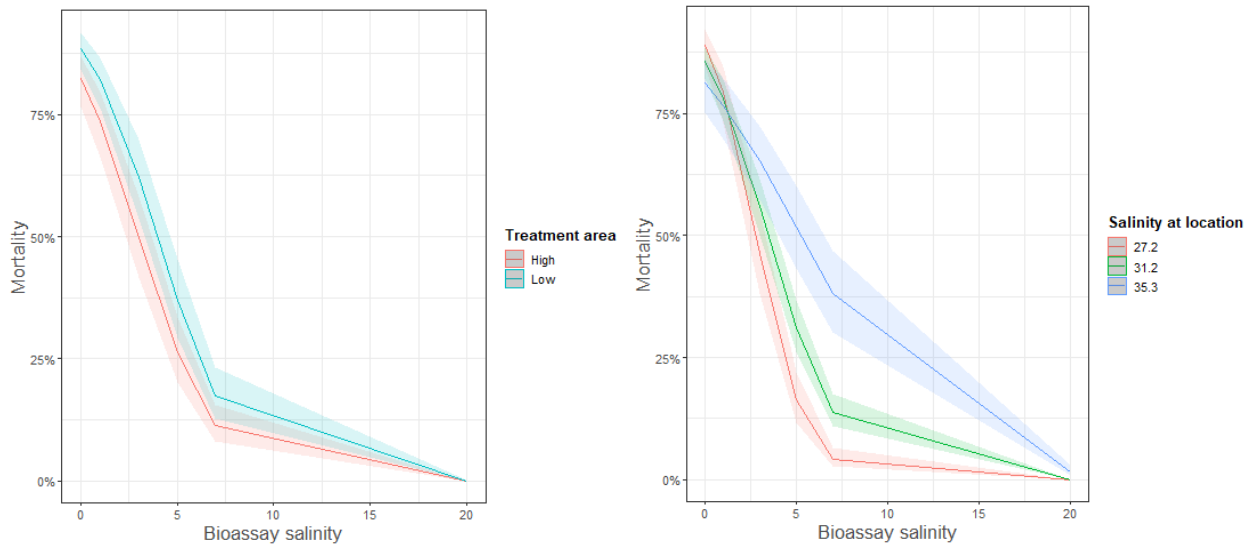 Mortality
75%
50%
25%
0%
0
5
10
15
20
Bioassay salinity
Treatment area
High
Low
Mortality
75%
50%
25%
0%
0
5
10
15
20
Bioassay salinity
Salinity at location
27.2
31.2
35.3